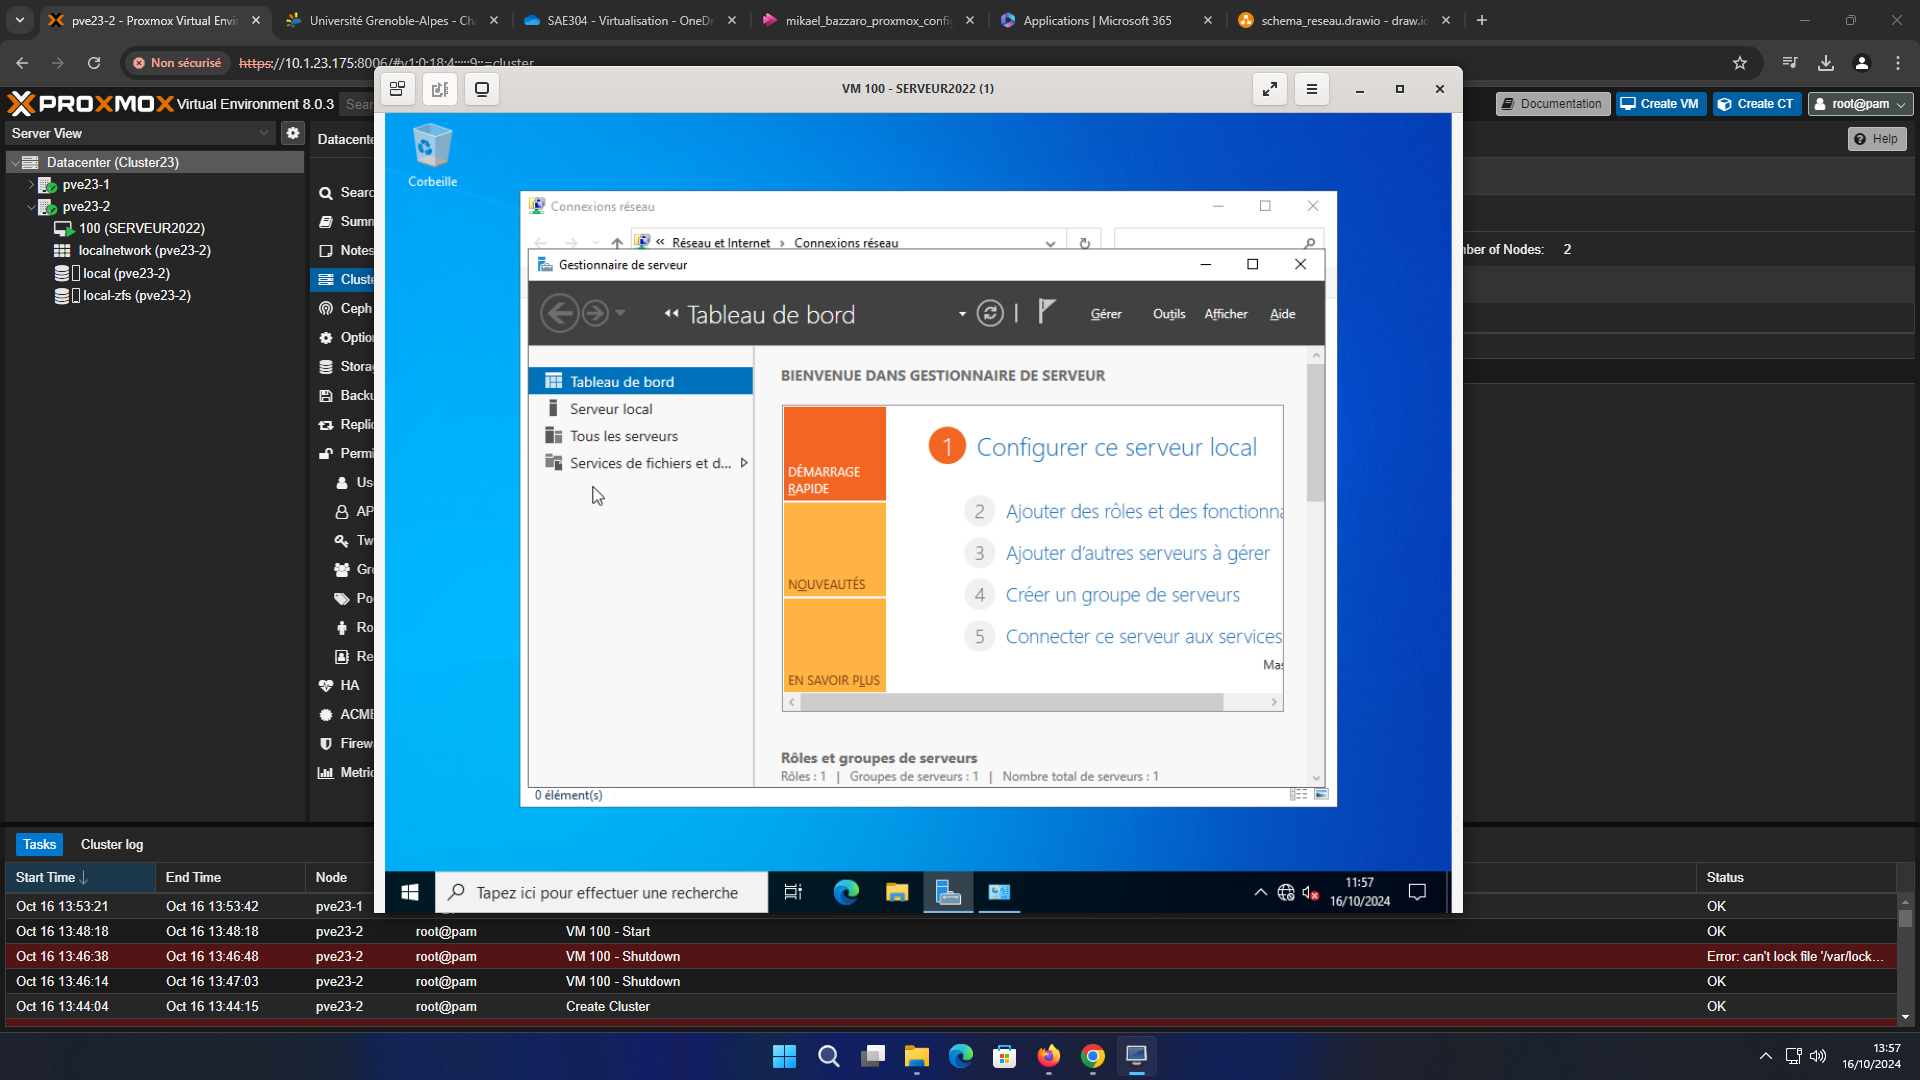 pve23-2 - Proxmox Virtual Envir
Université Grenoble-Alpes - Cha
SAE304 - Virtualisation - OneDr
mikael_bazzaro_proxmox_config
Applications | Microsoft 365
schema_reseau.drawio - draw.io
Non sécurisé
https://10.1.23.175:8006/#v1:0:18:4:::::9::=cluster
VM 100 - SERVEUR2022 (1)
PROXMOX Virtual Environment 8.0.3
Documentation
Create VM
Create CT
root@pam
Server View
Datacenter (Cluster23)
pve23-1
pve23-2
100 (SERVEUR2022)
localnetwork (pve23-2)
local (pve23-2)
local-zfs (pve23-2)
Datacente
Help
Searc
Summ
Notes
Cluste
Ceph
Optio
Stora
Backu
Replic
Permi
Us
AP
Tw
Gr
Po
Ro
Re
HA
ACME
Firewa
Metric
ber of Nodes: 2
Corbeille
Connexions réseau
« Réseau et Internet › Connexions réseau
Gestionnaire de serveur
Tableau de bord
Gérer Outils Afficher Aide
Tableau de bord
Serveur local
Tous les serveurs
Services de fichiers et d...
BIENVENUE DANS GESTIONNAIRE DE SERVEUR
DÉMARRAGE
RAPIDE
NOUVEAUTÉS
EN SAVOIR PLUS
1 Configurer ce serveur local
2 Ajouter des rôles et des fonctionna
3 Ajouter d’autres serveurs à gérer
4 Créer un groupe de serveurs
5 Connecter ce serveur aux services
Mas
Rôles et groupes de serveurs
Rôles : 1 | Groupes de serveurs : 1 | Nombre total de serveurs : 1
0 élément(s)
Tapez ici pour effectuer une recherche
11:57
16/10/2024
Tasks
Cluster log
Start Time End Time Node Status
Oct 16 13:53:21 Oct 16 13:53:42 pve23-1 OK
Oct 16 13:48:18 Oct 16 13:48:18 pve23-2 root@pam VM 100 - Start OK
Oct 16 13:46:38 Oct 16 13:46:48 pve23-2 root@pam VM 100 - Shutdown Error: can't lock file '/var/lock...
Oct 16 13:46:14 Oct 16 13:47:03 pve23-2 root@pam VM 100 - Shutdown OK
Oct 16 13:44:04 Oct 16 13:44:15 pve23-2 root@pam Create Cluster OK
13:57
16/10/2024